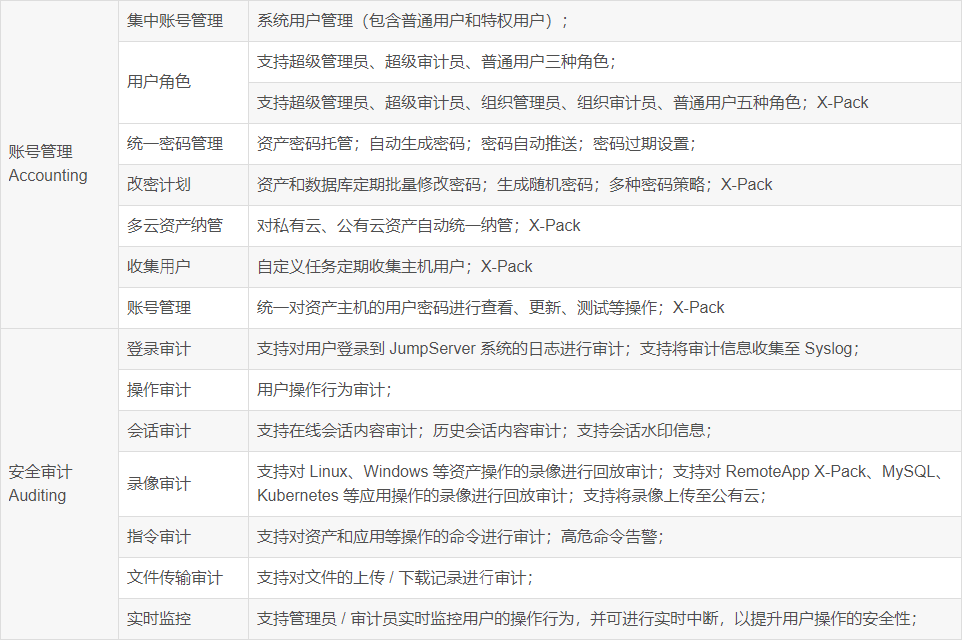 账号管理
Accounting
集中账号管理
系统用户管理（包含普通用户和特权用户）；
用户角色
支持超级管理员、超级审计员、普通用户三种角色；
支持超级管理员、超级审计员、组织管理员、组织审计员、普通用户五种角色；X-Pack
统一密码管理
资产密码托管；自动生成密码；密码自动推送；密码过期设置；
改密计划
资产和数据库定期批量修改密码；生成随机密码；多种密码策略；X-Pack
多云资产纳管
对私有云、公有云资产自动统一纳管；X-Pack
收集用户
自定义任务定期收集主机用户；X-Pack
账号管理
统一对资产主机的用户密码进行查看、更新、测试等操作；X-Pack
安全审计
Auditing
登录审计
支持对用户登录到 JumpServer 系统的日志进行审计；支持将审计信息收集至 Syslog；
操作审计
用户操作行为审计；
会话审计
支持在线会话内容审计；历史会话内容审计；支持会话水印信息；
录像审计
支持对 Linux、Windows 等资产操作的录像进行回放审计；支持对 RemoteApp X-Pack、MySQL、
Kubernetes 等应用操作的录像进行回放审计；支持将录像上传至公有云；
指令审计
支持对资产和应用等操作的命令进行审计；高危命令告警；
文件传输审计
支持对文件的上传 / 下载记录进行审计；
实时监控
支持管理员 / 审计员实时监控用户的操作行为，并可进行实时中断，以提升用户操作的安全性；